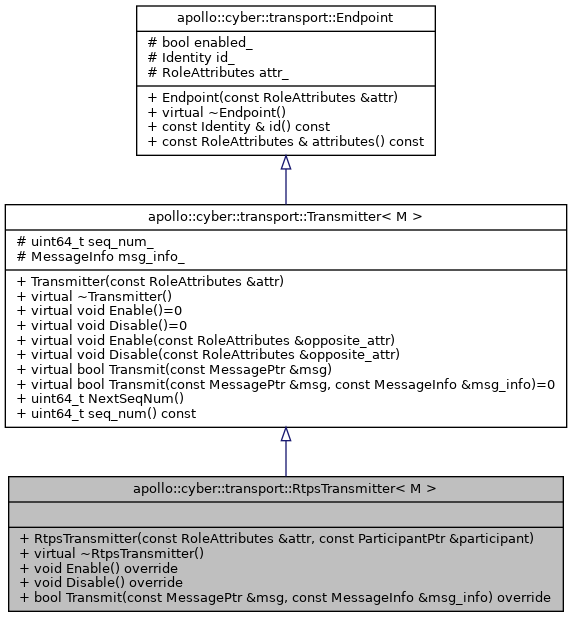 apollo::cyber::transport::Endpoint
# bool enabled_
# Identity id_
# RoleAttributes attr_
+ Endpoint(const RoleAttributes &attr)
+ virtual ~Endpoint()
+ const Identity & id() const
+ const RoleAttributes & attributes() const
apollo::cyber::transport::Transmitter< M >
# uint64_t seq_num_
# MessageInfo msg_info_
+ Transmitter(const RoleAttributes &attr)
+ virtual ~Transmitter()
+ virtual void Enable()=0
+ virtual void Disable()=0
+ virtual void Enable(const RoleAttributes &opposite_attr)
+ virtual void Disable(const RoleAttributes &opposite_attr)
+ virtual bool Transmit(const MessagePtr &msg)
+ virtual bool Transmit(const MessagePtr &msg, const MessageInfo &msg_info)=0
+ uint64_t NextSeqNum()
+ uint64_t seq_num() const
apollo::cyber::transport::RtpsTransmitter< M >
+ RtpsTransmitter(const RoleAttributes &attr, const ParticipantPtr &participant)
+ virtual ~RtpsTransmitter()
+ void Enable() override
+ void Disable() override
+ bool Transmit(const MessagePtr &msg, const MessageInfo &msg_info) override